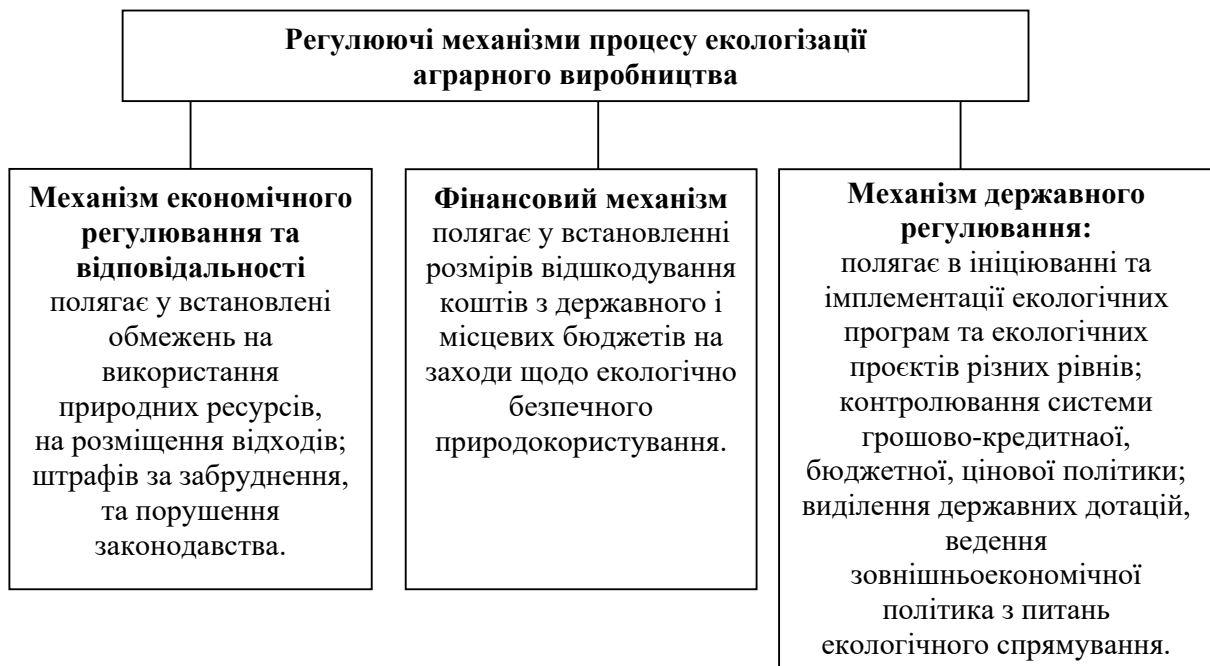 Регулюючі механізми процесу екологізації
аграрного виробництва
Механізм економічного
регулювання та
відповідальності
полягає у встановлені
обмежень на
використання
природних ресурсів,
на розміщення відходів;
штрафів за забруднення,
та порушення
законодавства.
Фінансовий механізм
полягає у встановленні
розмірів відшкодування
коштів з державного і
місцевих бюджетів на
заходи щодо екологічно
безпечного
природокористування.
Механізм державного
регулювання:
полягає в ініціюванні та
імплементації екологічних
програм та екологічних
проєктів різних рівнів;
контролювання системи
грошово-кредитнаої,
бюджетної, цінової політики;
виділення державних дотацій,
ведення
зовнішньоекономічної
політика з питань
екологічного спрямування.